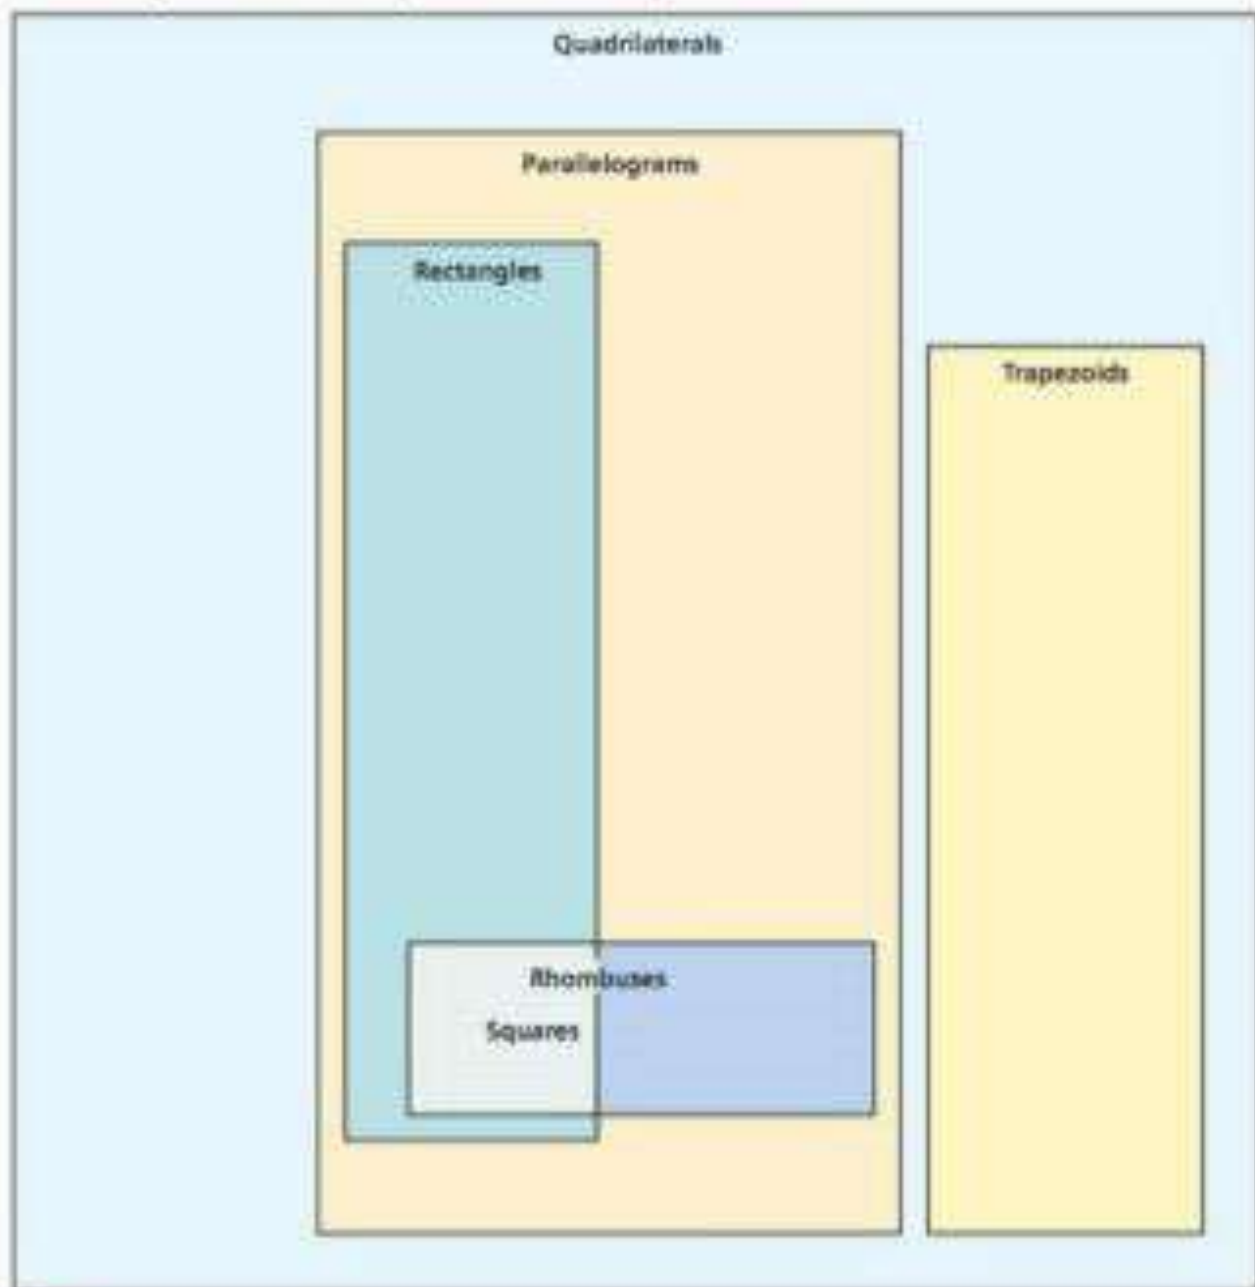 Quadrilaterals
Parallelograms
Rectangles
Trapezoids
Rhombuses
Squares